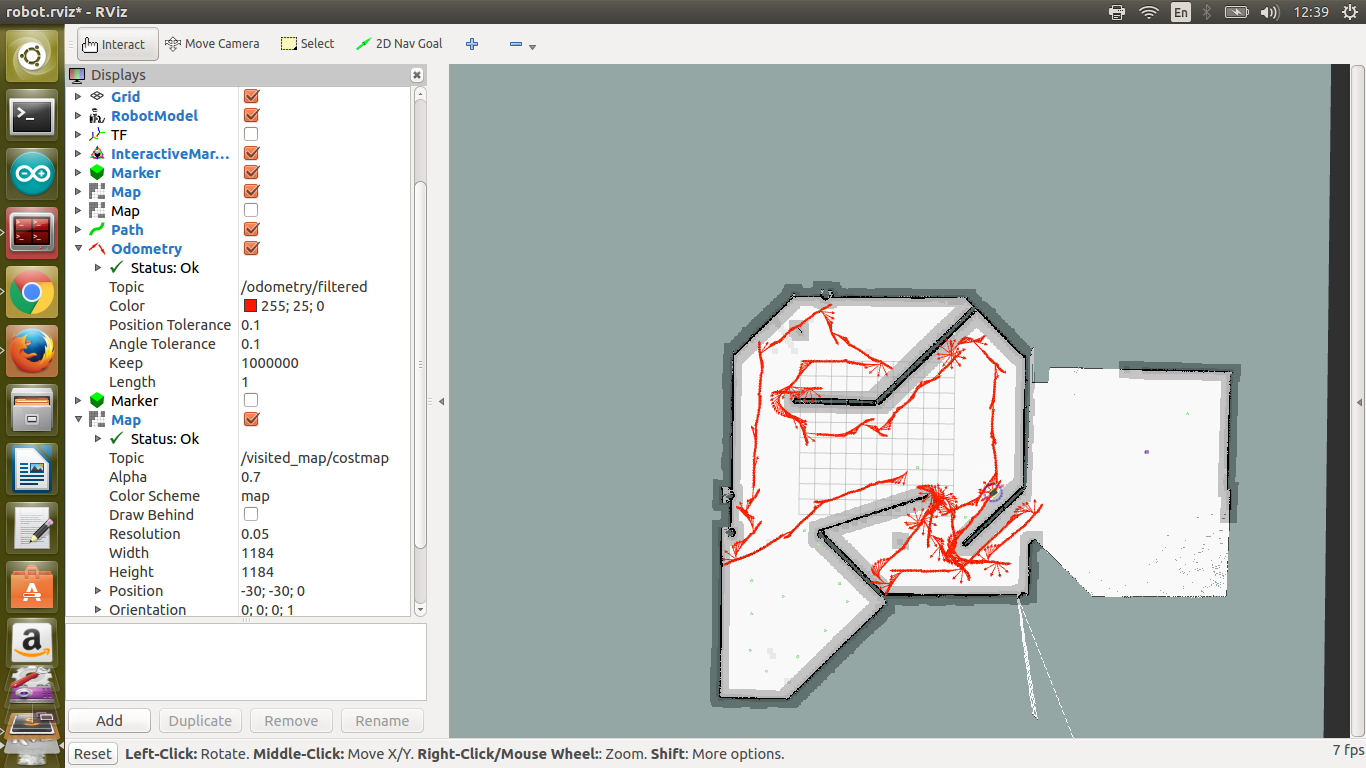 robot.rviz* - RViz
En
12:39
Interact
Move Camera
Select
2D Nav Goal
Displays
Grid
RobotModel
TF
InteractiveMar...
Marker
Map
Map
Path
Odometry
Status: Ok
Topic /odometry/filtered
Color 255; 25; 0
Position Tolerance 0.1
Angle Tolerance 0.1
Keep 1000000
Length 1
Marker
Map
Status: Ok
Topic /visited_map/costmap
Alpha 0.7
Color Scheme map
Draw Behind
Resolution 0.05
Width 1184
Height 1184
Position -30; -30; 0
Orientation 0; 0; 0; 1
Add Duplicate Remove Rename
Reset Left-Click: Rotate. Middle-Click: Move X/Y. Right-Click/Mouse Wheel:: Zoom. Shift: More options. 7 fps